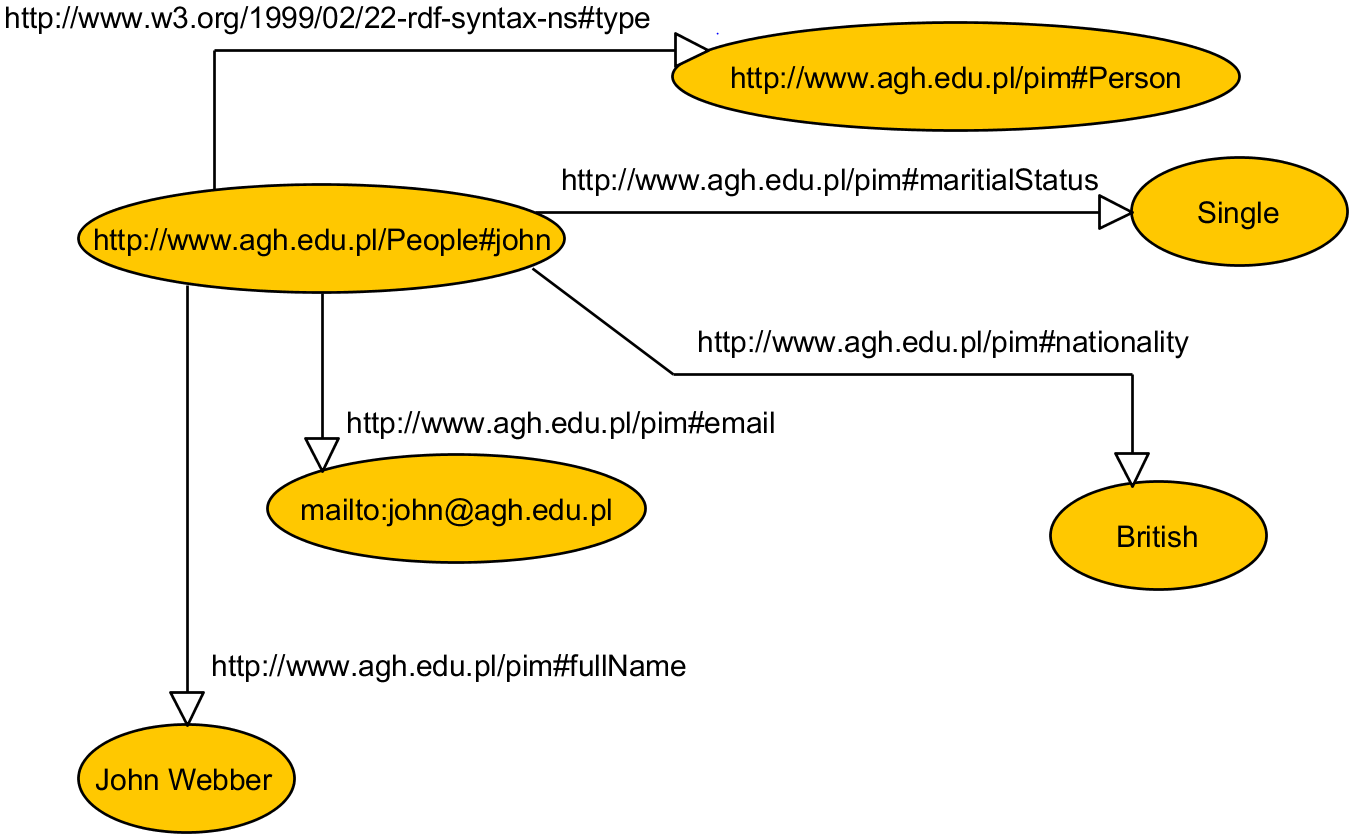 http://www.w3.org/1999/02/22-rdf-syntax-ns#type
http://www.agh.edu.pl/pim#Person
http://www.agh.edu.pl/pim#maritialStatus
Single
http://www.agh.edu.pl/People#john
http://www.agh.edu.pl/pim#nationality
http://www.agh.edu.pl/pim#email
mailto:john@agh.edu.pl
British
http://www.agh.edu.pl/pim#fullName
John Webber